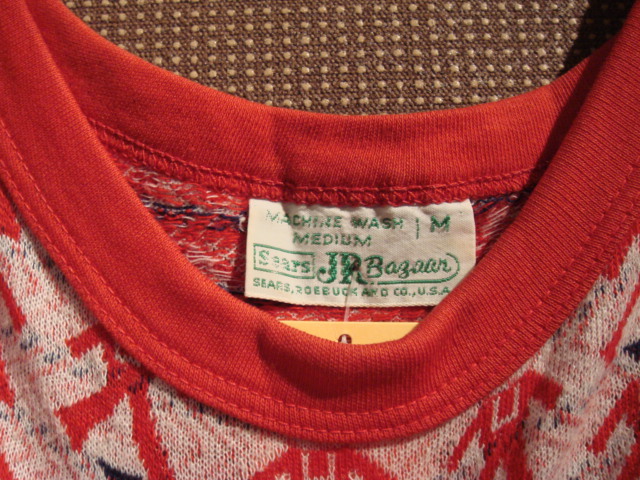 MACHINE WASH | M
MEDIUM
Sears JR Bazaar
SEARS, ROEBUCK AND CO., U.S.A.